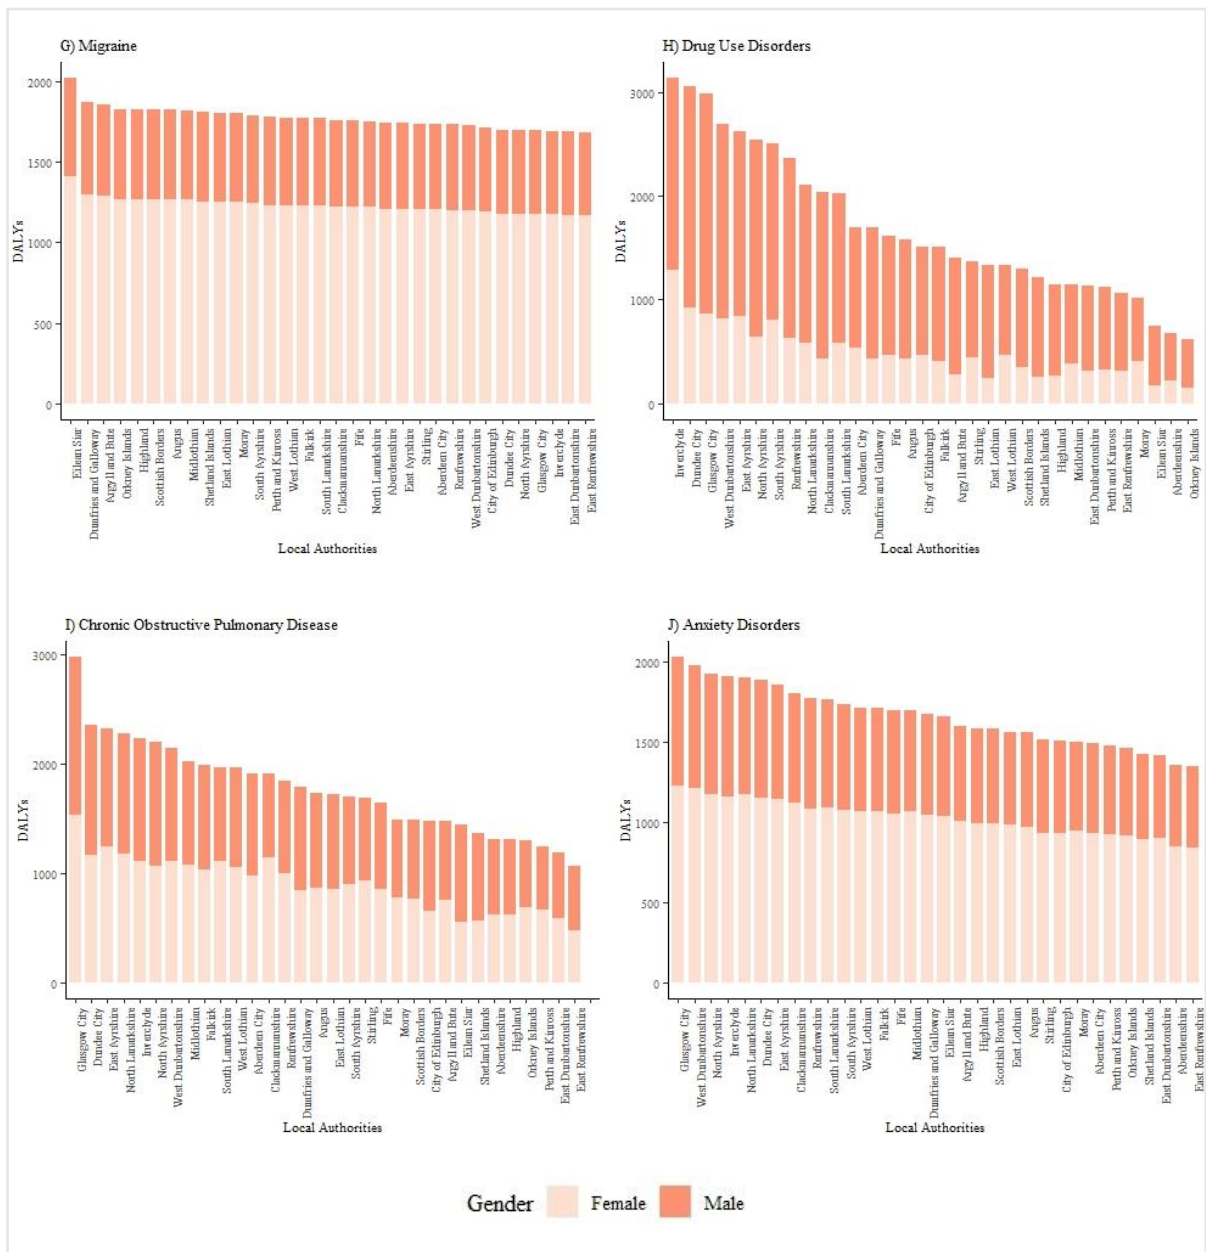 G) Migraine
2000
1500
1000
500
0
DALYs
Eilean Siar
Dumfries and Galloway
Argyll and Bute
Orkney Islands
Highland
Scottish Borders
Angus
Midlothian
Shetland Islands
East Lothian
Moray
South Ayrshire
Perth and Kinross
West Lothian
Falkirk
South Lanarkshire
Clackmannanshire
Fife
North Lanarkshire
Aberdeenshire
East Ayrshire
Stirling
Aberdeen City
Renfrewshire
West Dunbartonshire
City of Edinburgh
Dundee City
North Ayrshire
Glasgow City
Inverclyde
East Dunbartonshire
East Renfrewshire
Local Authorities
H) Drug Use Disorders
3000
2000
1000
0
DALYs
Inverclyde
Dundee City
Glasgow City
West Dunbartonshire
East Ayrshire
North Ayrshire
South Ayrshire
Renfrewshire
North Lanarkshire
Clackmannanshire
South Lanarkshire
Aberdeen City
Dumfries and Galloway
Fife
Angus
City of Edinburgh
Falkirk
Argyll and Bute
Stirling
East Lothian
West Lothian
Scottish Borders
Shetland Islands
Highland
Midlothian
East Dunbartonshire
Perth and Kinross
East Renfrewshire
Moray
Eilean Siar
Aberdeenshire
Orkney Islands
Local Authorities
I) Chronic Obstructive Pulmonary Disease
3000
2000
1000
0
DALYs
Glasgow City
Dundee City
East Ayrshire
North Lanarkshire
Inverclyde
North Ayrshire
West Dunbartonshire
Midlothian
Falkirk
South Lanarkshire
West Lothian
Aberdeen City
Clackmannanshire
Renfrewshire
Dumfries and Galloway
Angus
East Lothian
South Ayrshire
Stirling
Fife
Moray
Scottish Borders
City of Edinburgh
Argyll and Bute
Eilean Siar
Shetland Islands
Aberdeenshire
Highland
Orkney Islands
Perth and Kinross
East Dunbartonshire
East Renfrewshire
Local Authorities
J) Anxiety Disorders
2000
1500
1000
500
0
DALYs
Glasgow City
West Dunbartonshire
North Ayrshire
Inverclyde
North Lanarkshire
Dundee City
East Ayrshire
Clackmannanshire
Renfrewshire
South Lanarkshire
South Ayrshire
West Lothian
Falkirk
Fife
Midlothian
Dumfries and Galloway
Eilean Siar
Argyll and Bute
Highland
Scottish Borders
East Lothian
Angus
Stirling
City of Edinburgh
Moray
Aberdeen City
Perth and Kinross
Orkney Islands
Shetland Islands
East Dunbartonshire
Aberdeenshire
East Renfrewshire
Local Authorities
Gender Female Male